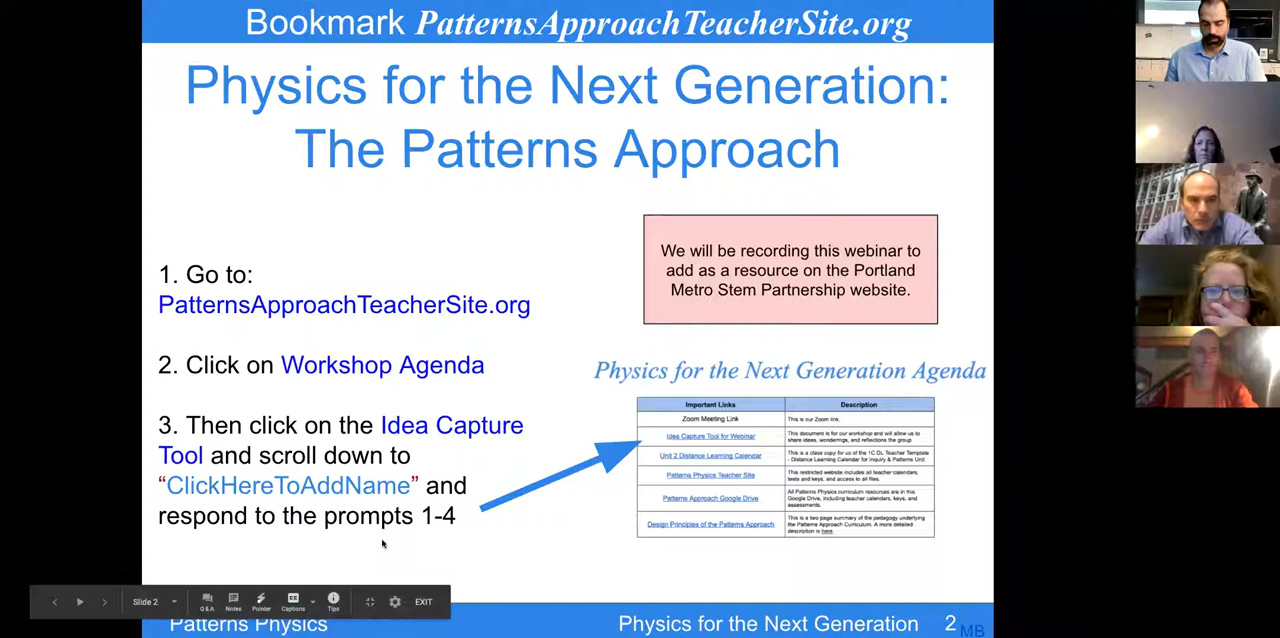 Bookmark PatternsApproachTeacherSite.org
Physics for the Next Generation:
The Patterns Approach
We will be recording this webinar to
add as a resource on the Portland
Metro Stem Partnership website.
1. Go to:
PatternsApproachTeacherSite.org
2. Click on Workshop Agenda
3. Then click on the Idea Capture
Tool and scroll down to
“ClickHereToAddName” and
respond to the prompts 1-4
Physics for the Next Generation Agenda
Important Links Description
Zoom Meeting Link This is our Zoom link.
Idea Capture Tool for Webinar This document is for our workshop and will allow us to
share ideas, wonderings, and reflections the group
Unit 2 Distance Learning Calendar This is a class copy for us of the 1C DL Teacher Template
- Distance Learning Calendar for Inquiry & Patterns Unit
Patterns Physics Teacher Site This restricted website includes all teacher calendars,
tests and keys, and access to all files.
Patterns Approach Google Drive All Patterns Physics curriculum resources are in this
Google Drive, including teacher calendars, keys, and
assessments.
Design Principles of the Patterns Approach This is a two page summary of the pedagogy underlying
the Patterns Approach Curriculum. A more detailed
description is here.
Slide 2 Q&A Notes Pointer Captions Tips EXIT
Patterns Physics Physics for the Next Generation 2 MB